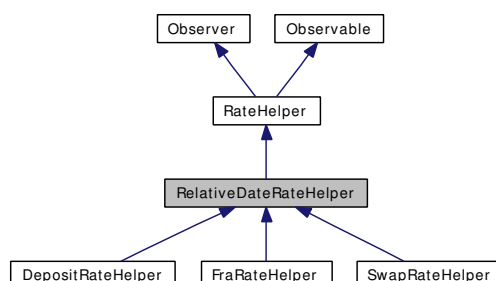 Observer
Observable
RateHelper
RelativeDateRateHelper
DepositRateHelper
FraRateHelper
SwapRateHelper